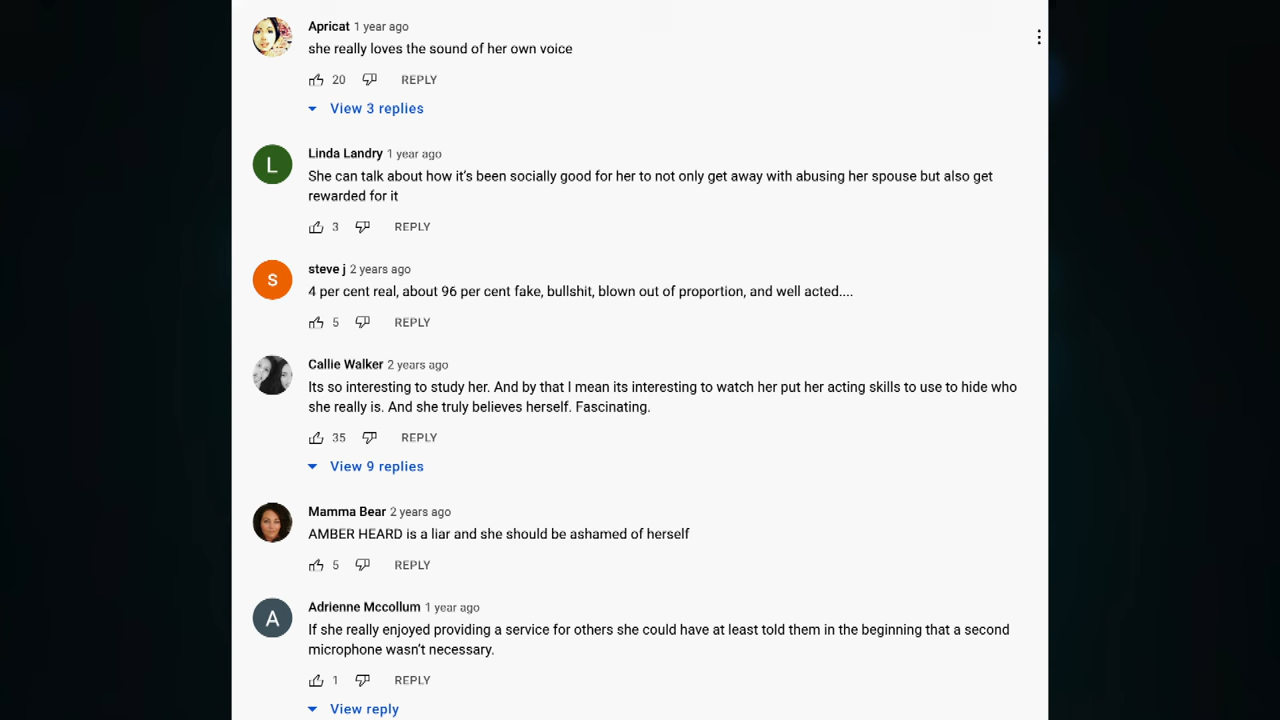 Apricat 1 year ago
she really loves the sound of her own voice
20 REPLY
View 3 replies
L
Linda Landry 1 year ago
She can talk about how it’s been socially good for her to not only get away with abusing her spouse but also get
rewarded for it
3 REPLY
S
steve j 2 years ago
4 per cent real, about 96 per cent fake, bullshit, blown out of proportion, and well acted....
5 REPLY
Callie Walker 2 years ago
Its so interesting to study her. And by that I mean its interesting to watch her put her acting skills to use to hide who
she really is. And she truly believes herself. Fascinating.
35 REPLY
View 9 replies
Mamma Bear 2 years ago
AMBER HEARD is a liar and she should be ashamed of herself
5 REPLY
A
Adrienne Mccollum 1 year ago
If she really enjoyed providing a service for others she could have at least told them in the beginning that a second
microphone wasn’t necessary.
1 REPLY
View reply